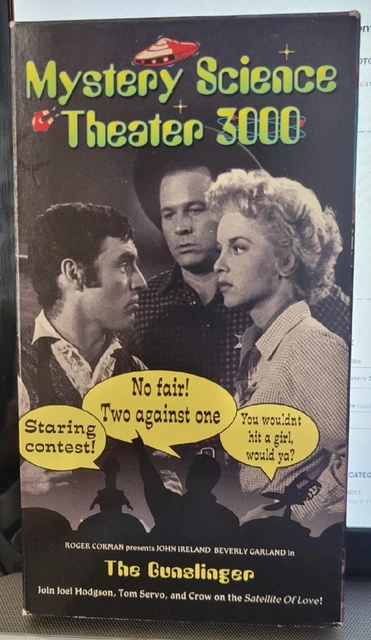 Mystery Science
Theater 3000
No fair!
Two against one
Staring
contest!
You wouldnt
hit a girl,
would ya?
ROGER CORMAN presents JOHN IRELAND BEVERLY GARLAND in
The Gunslinger
Join Joel Hodgson, Tom Servo, and Crow on the Satellite Of Love!